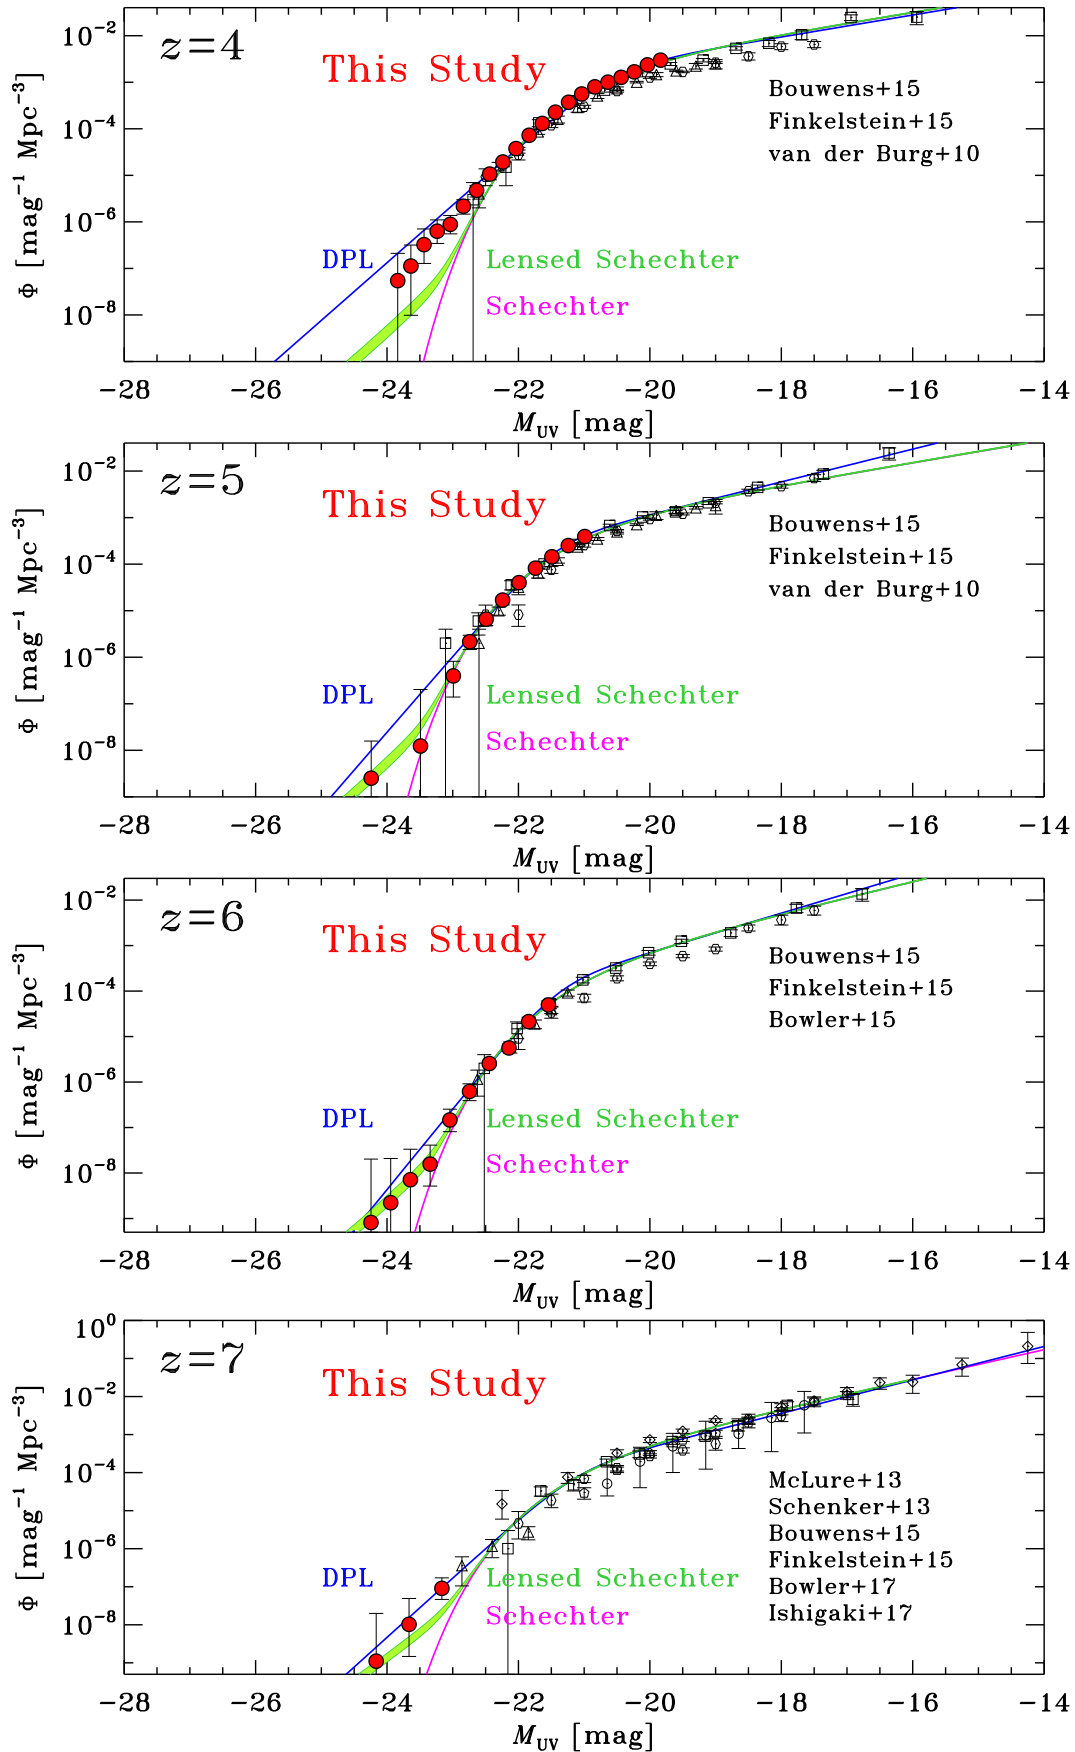 z=4
This Study
Bouwens+15
Finkelstein+15
van der Burg+10
DPL
Lensed Schechter
Schechter
Φ [mag⁻¹ Mpc⁻³]
10⁻²
10⁻⁴
10⁻⁶
10⁻⁸
−28 −26 −24 −22 −20 −18 −16 −14
M_UV [mag]
z=5
This Study
Bouwens+15
Finkelstein+15
van der Burg+10
DPL
Lensed Schechter
Schechter
Φ [mag⁻¹ Mpc⁻³]
10⁻²
10⁻⁴
10⁻⁶
10⁻⁸
−28 −26 −24 −22 −20 −18 −16 −14
M_UV [mag]
z=6
This Study
Bouwens+15
Finkelstein+15
Bowler+15
DPL
Lensed Schechter
Schechter
Φ [mag⁻¹ Mpc⁻³]
10⁻²
10⁻⁴
10⁻⁶
10⁻⁸
−28 −26 −24 −22 −20 −18 −16 −14
M_UV [mag]
z=7
This Study
McLure+13
Schenker+13
Bouwens+15
Finkelstein+15
Bowler+17
Ishigaki+17
DPL
Lensed Schechter
Schechter
Φ [mag⁻¹ Mpc⁻³]
10⁰
10⁻²
10⁻⁴
10⁻⁶
10⁻⁸
−28 −26 −24 −22 −20 −18 −16 −14
M_UV [mag]